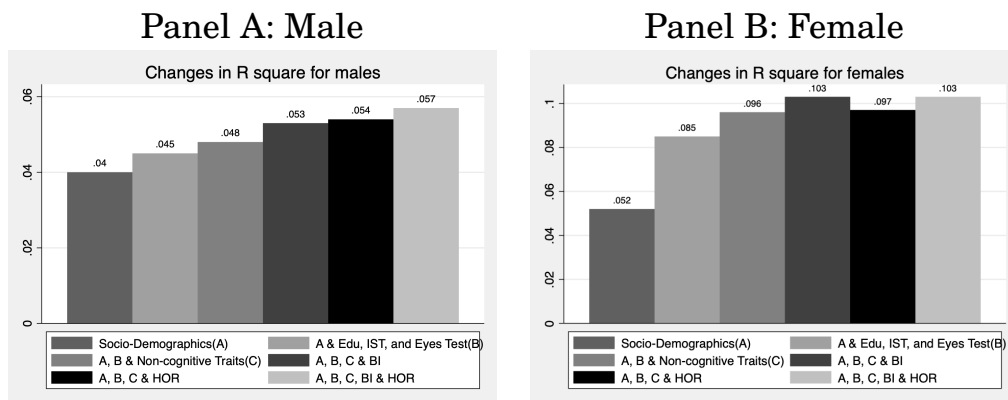 Panel A: Male
Changes in R square for males
.06
.04
.02
0
.04
.045
.048
.053
.054
.057
Socio-Demographics(A)
A & Edu, IST, and Eyes Test(B)
A, B & Non-cognitive Traits(C)
A, B, C & BI
A, B, C & HOR
A, B, C, BI & HOR
Panel B: Female
Changes in R square for females
.1
.08
.06
.04
.02
0
.052
.085
.096
.103
.097
.103
Socio-Demographics(A)
A & Edu, IST, and Eyes Test(B)
A, B & Non-cognitive Traits(C)
A, B, C & BI
A, B, C & HOR
A, B, C, BI & HOR